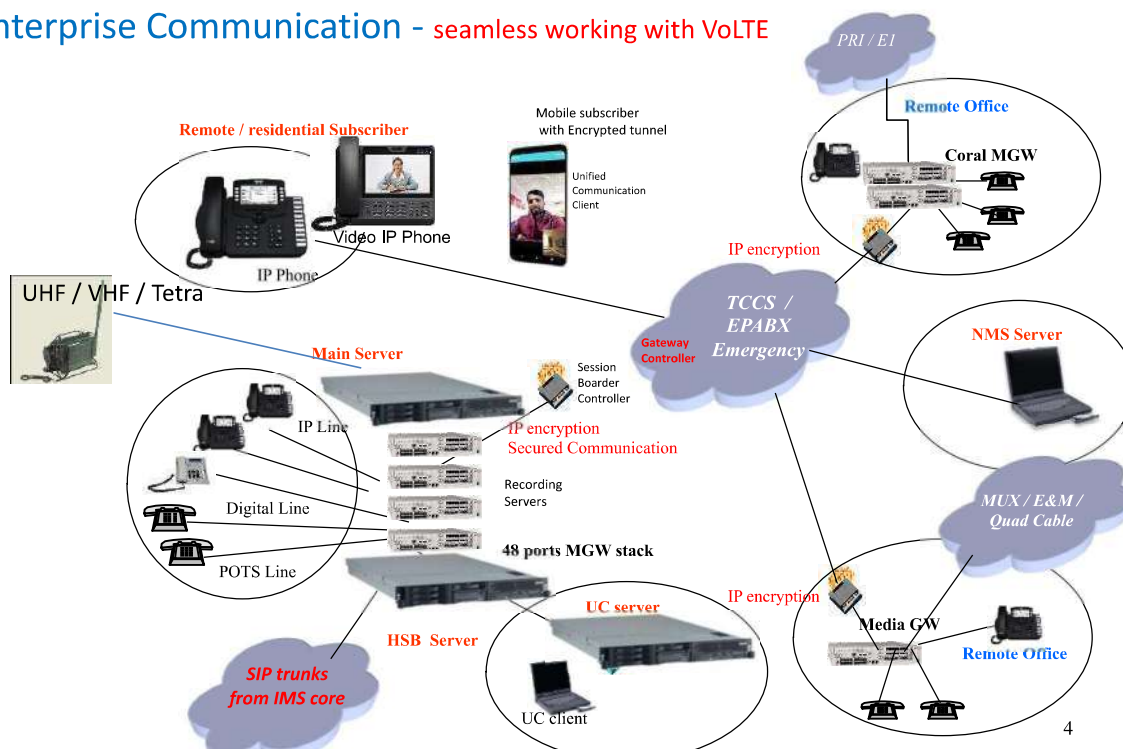 nterprise Communication - seamless working with VoLTE
PRI / E1
Remote Office
Coral MGW
Mobile subscriber
with Encrypted tunnel
Remote / residential Subscriber
Unified
Communication
Client
Video IP Phone
IP Phone
IP encryption
UHF / VHF / Tetra
TCCS /
EPABX
Emergency
Gateway
Controller
NMS Server
Main Server
Session
Boarder
Controller
IP Line
IP encryption
Secured Communication
Recording
Servers
Digital Line
MUX / E&M /
Quad Cable
48 ports MGW stack
POTS Line
IP encryption
UC server
Media GW
HSB Server
Remote Office
SIP trunks
from IMS core
UC client
4